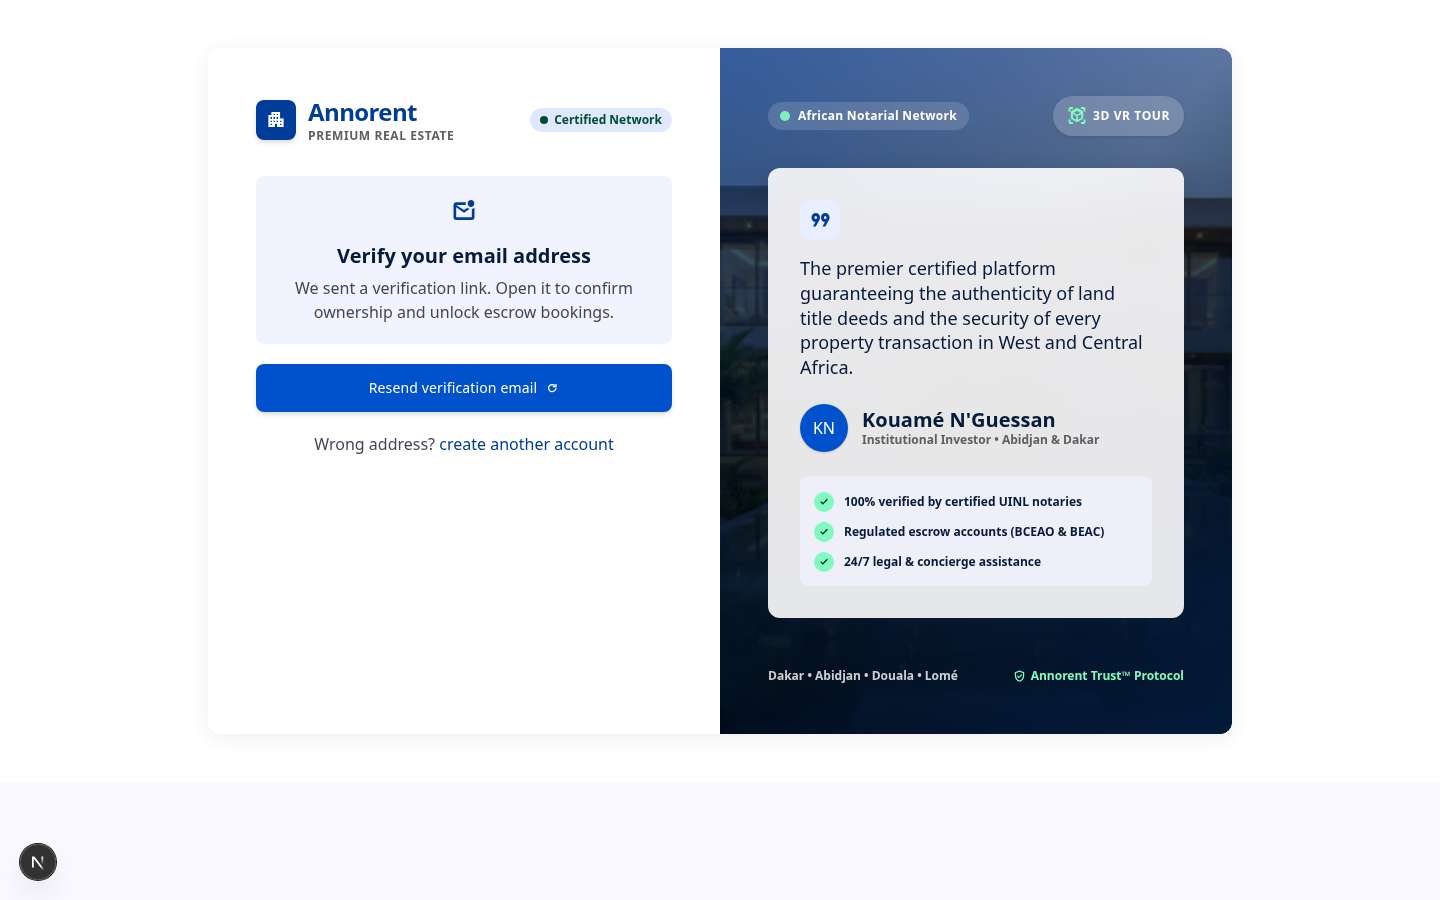 Annorent
PREMIUM REAL ESTATE
Certified Network
Verify your email address
We sent a verification link. Open it to confirm
ownership and unlock escrow bookings.
Resend verification email
Wrong address? create another account
African Notarial Network
3D VR TOUR
The premier certified platform
guaranteeing the authenticity of land
title deeds and the security of every
property transaction in West and Central
Africa.
KN
Kouamé N'Guessan
Institutional Investor • Abidjan & Dakar
100% verified by certified UINL notaries
Regulated escrow accounts (BCEAO & BEAC)
24/7 legal & concierge assistance
Dakar • Abidjan • Douala • Lomé
Annorent Trust™ Protocol
N